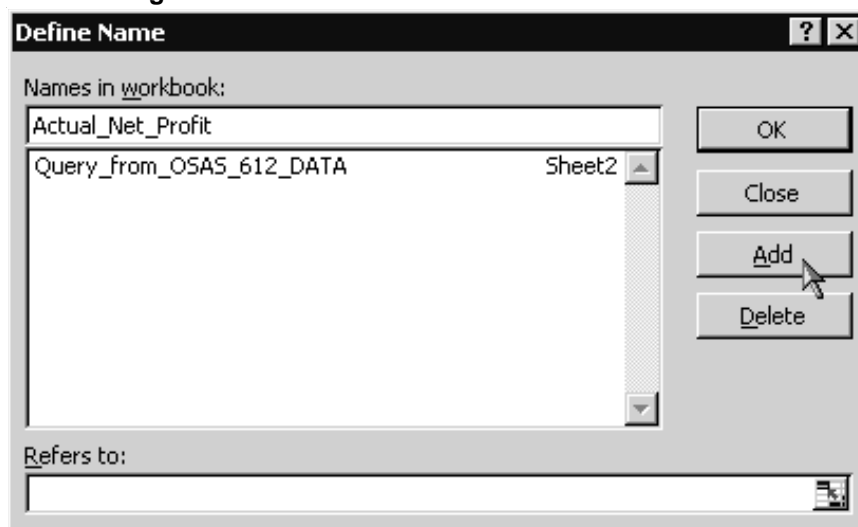 Define Name
Names in workbook:
Actual_Net_Profit
OK
Query_from_OSAS_612_DATA Sheet2
Close
Add
Delete
Refers to: